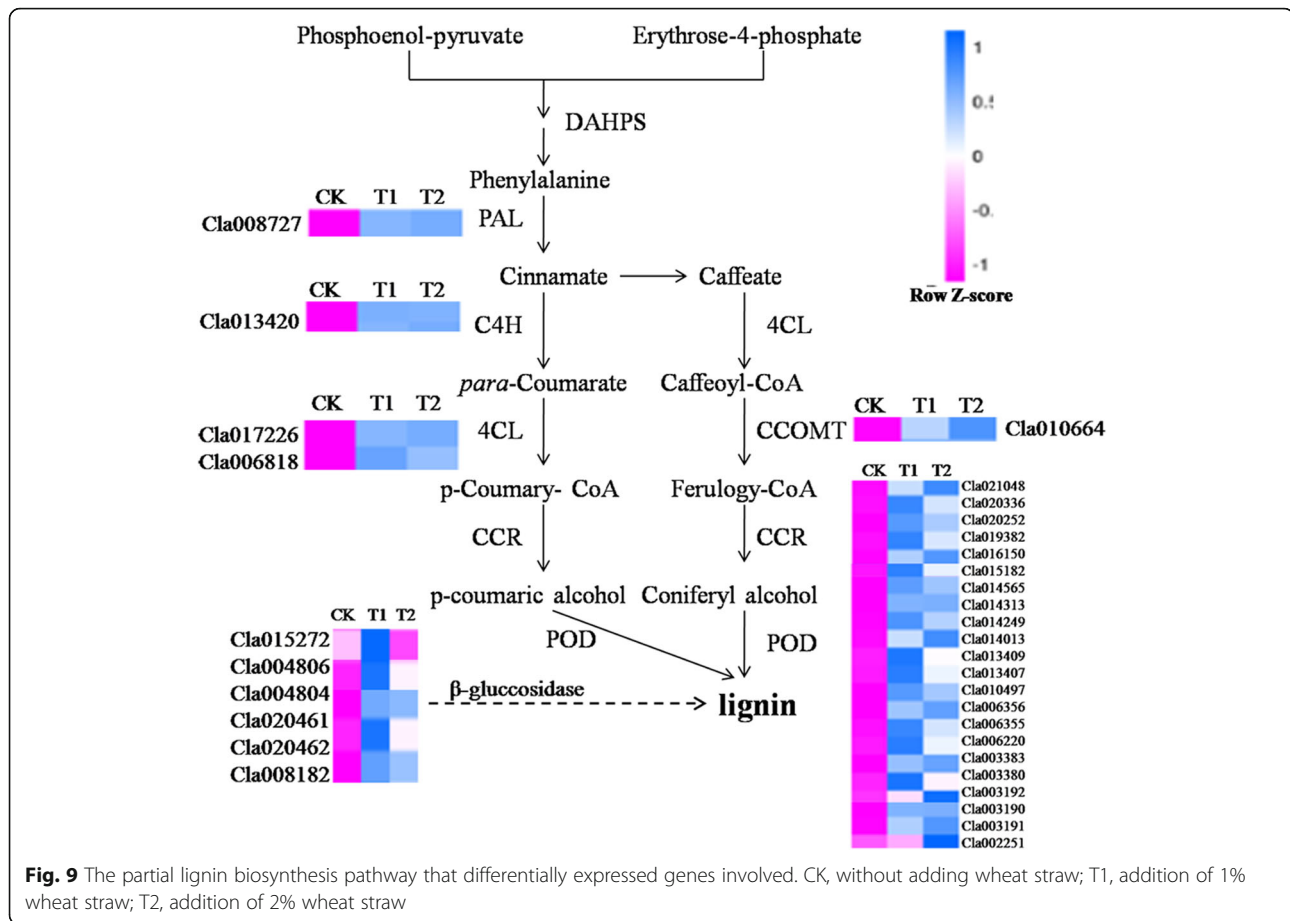 Phosphoenol-pyruvate
Erythrose-4-phosphate
1
0.5
0
-0.
-1
Row Z-score
DAHPS
Phenylalanine
CK T1 T2
Cla008727
PAL
Cinnamate
Caffeate
CK T1 T2
Cla013420
C4H
4CL
para-Coumarate
Caffeoyl-CoA
CK T1 T2
Cla017226
Cla006818
4CL
CCOMT
CK T1 T2
Cla010664
p-Coumary- CoA
Ferulogy-CoA
CCR
CCR
p-coumaric alcohol
Coniferyl alcohol
POD
POD
CK T1 T2
Cla015272
Cla004806
Cla004804
Cla020461
Cla020462
Cla008182
β-gluccosidase
lignin
CK T1 T2
Cla021048
Cla020336
Cla020252
Cla019382
Cla016150
Cla015182
Cla014565
Cla014313
Cla014249
Cla014013
Cla013409
Cla013407
Cla010497
Cla006356
Cla006355
Cla006220
Cla003383
Cla003380
Cla003192
Cla003190
Cla003191
Cla002251
Fig. 9 The partial lignin biosynthesis pathway that differentially expressed genes involved. CK, without adding wheat straw; T1, addition of 1%
wheat straw; T2, addition of 2% wheat straw